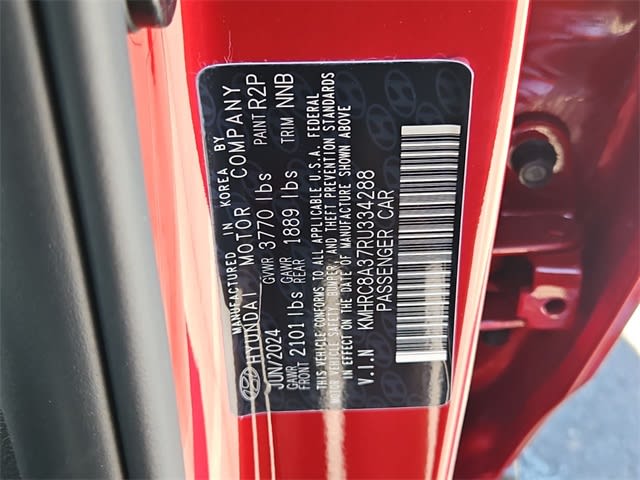 MANUFACTURED IN KOREA BY
HYUNDAI MOTOR COMPANY
JUN/2024 GVWR 3770 lbs PAINT R2P
GAWR FRONT 2101 lbs GAWR REAR 1889 lbs TRIM NNB
THIS VEHICLE CONFORMS TO ALL APPLICABLE U.S.A. FEDERAL
MOTOR VEHICLE SAFETY, BUMPER, AND THEFT PREVENTION STANDARDS
IN EFFECT ON THE DATE OF MANUFACTURE SHOWN ABOVE
V.I.N KMHRC8A37RU334288
PASSENGER CAR